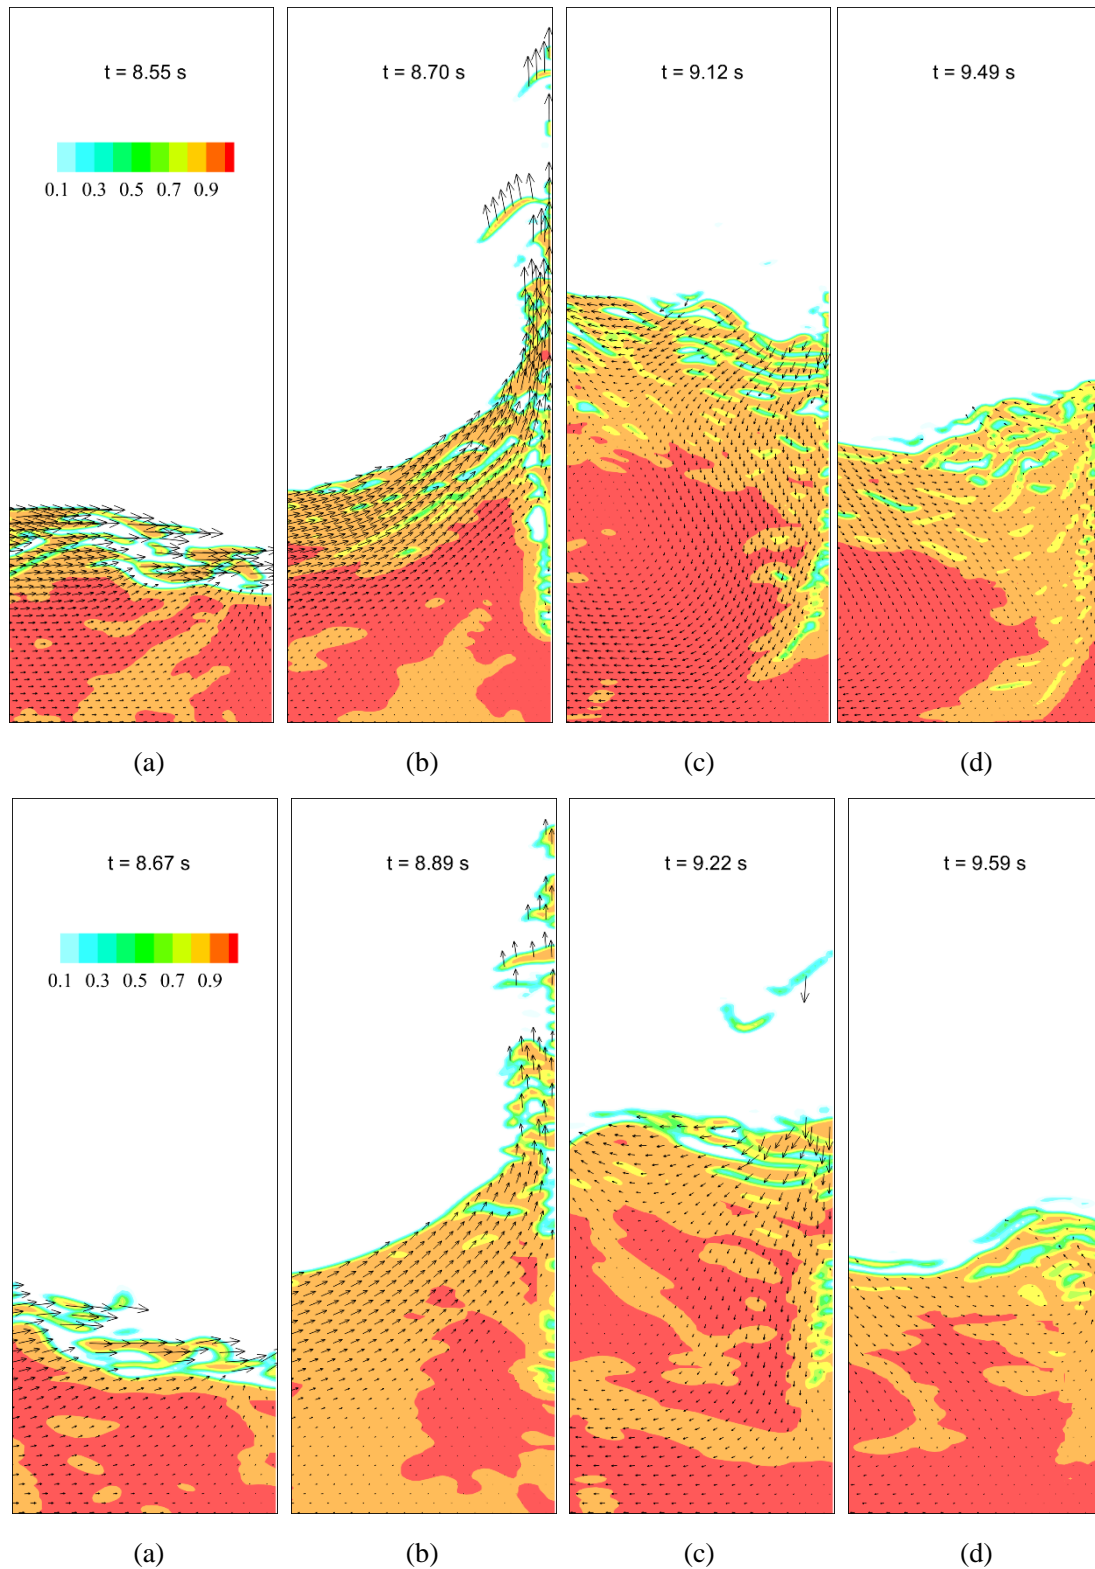 t = 8.55 s
t = 8.70 s
t = 9.12 s
t = 9.49 s
0.1 0.3 0.5 0.7 0.9
(a)
(b)
(c)
(d)
t = 8.67 s
t = 8.89 s
t = 9.22 s
t = 9.59 s
0.1 0.3 0.5 0.7 0.9
(a)
(b)
(c)
(d)